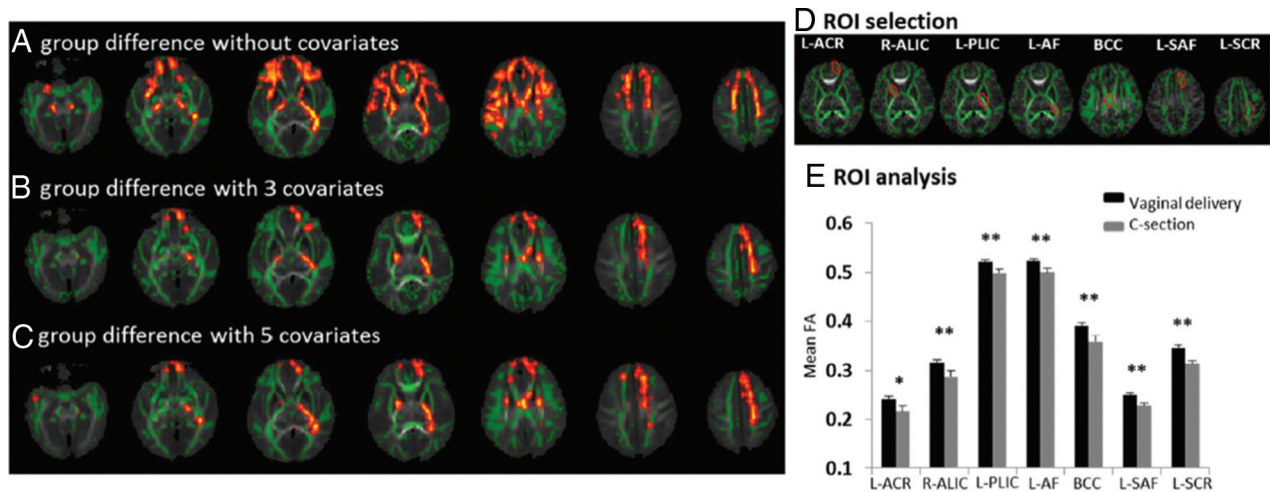 A group difference without covariates
B group difference with 3 covariates
C group difference with 5 covariates
D ROI selection
L-ACR R-ALIC L-PLIC L-AF BCC L-SAF L-SCR
E ROI analysis
Vaginal delivery
C-section
Mean FA
0.6
0.5
0.4
0.3
0.2
0.1
*
**
**
**
**
**
**
L-ACR R-ALIC L-PLIC L-AF BCC L-SAF L-SCR